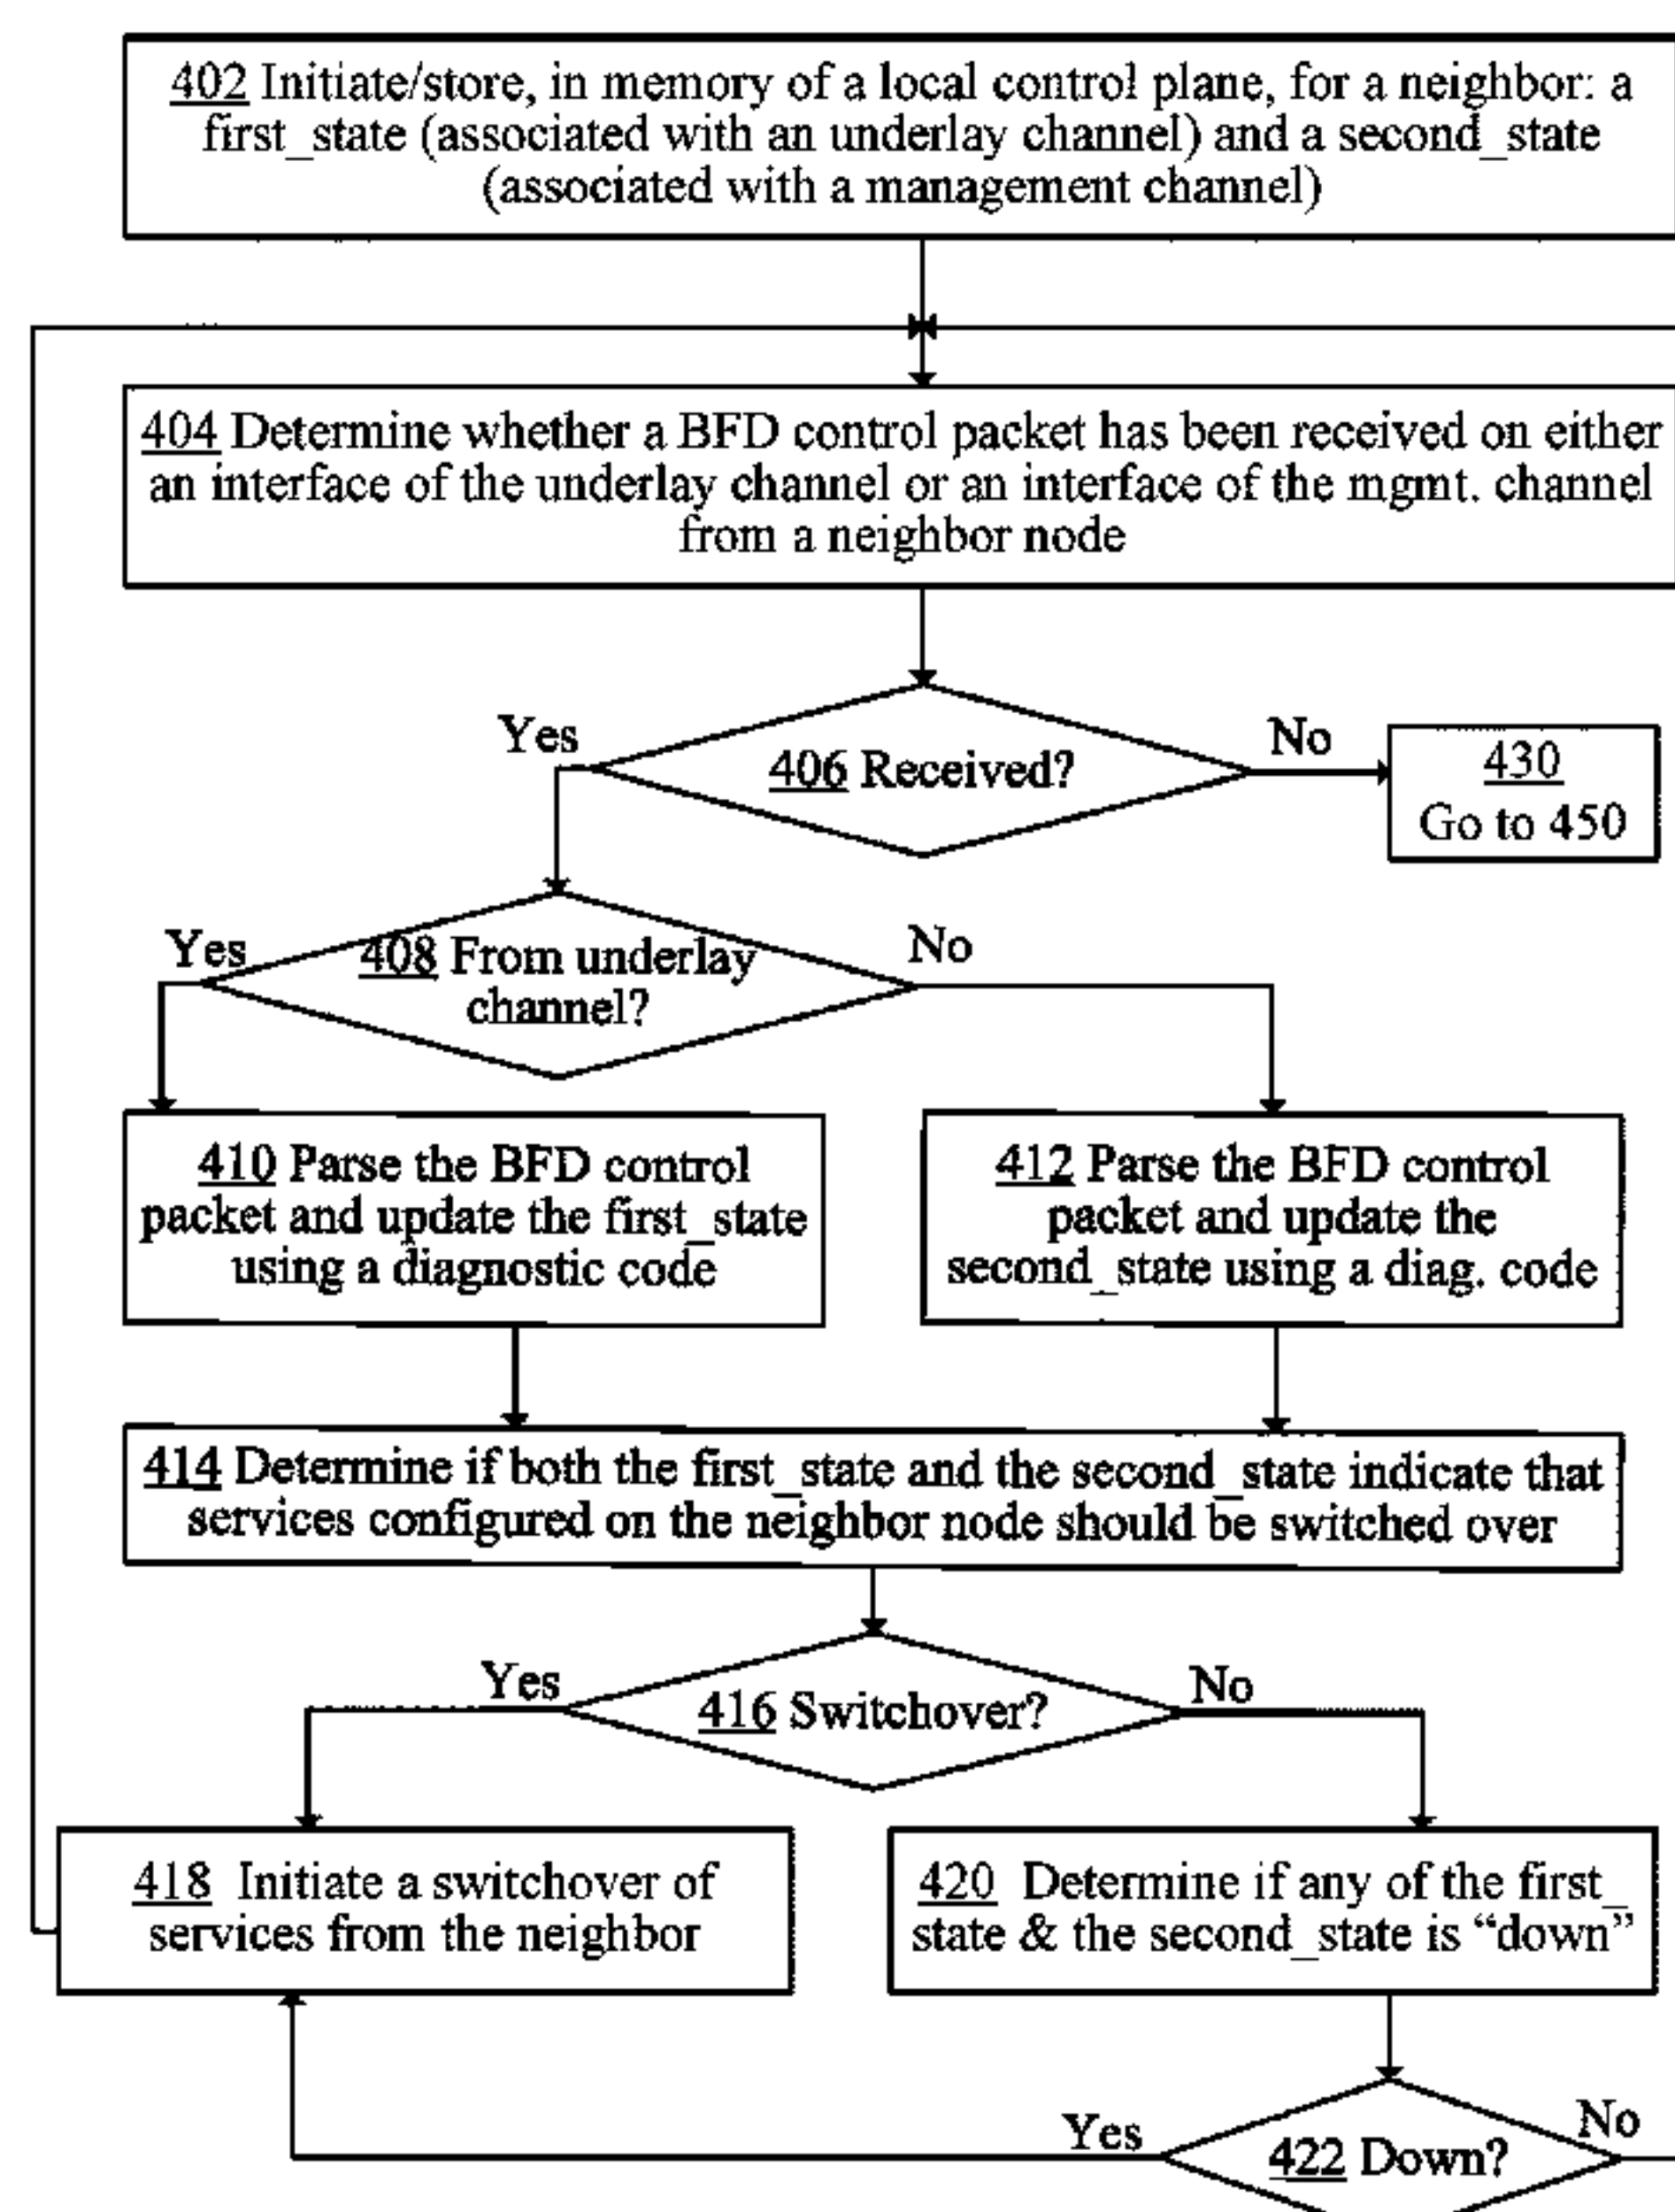 402 Initiate/store, in memory of a local control plane, for a neighbor: a
first_state (associated with an underlay channel) and a second_state
(associated with a management channel)
404 Determine whether a BFD control packet has been received on either
an interface of the underlay channel or an interface of the mgmt. channel
from a neighbor node
Yes
406 Received?
No
430
Go to 450
Yes
408 From underlay
channel?
No
410 Parse the BFD control
packet and update the first_state
using a diagnostic code
412 Parse the BFD control
packet and update the
second_state using a diag. code
414 Determine if both the first_state and the second_state indicate that
services configured on the neighbor node should be switched over
Yes
416 Switchover?
No
418 Initiate a switchover of
services from the neighbor
420 Determine if any of the first_
state & the second_state is “down”
Yes
422 Down?
No